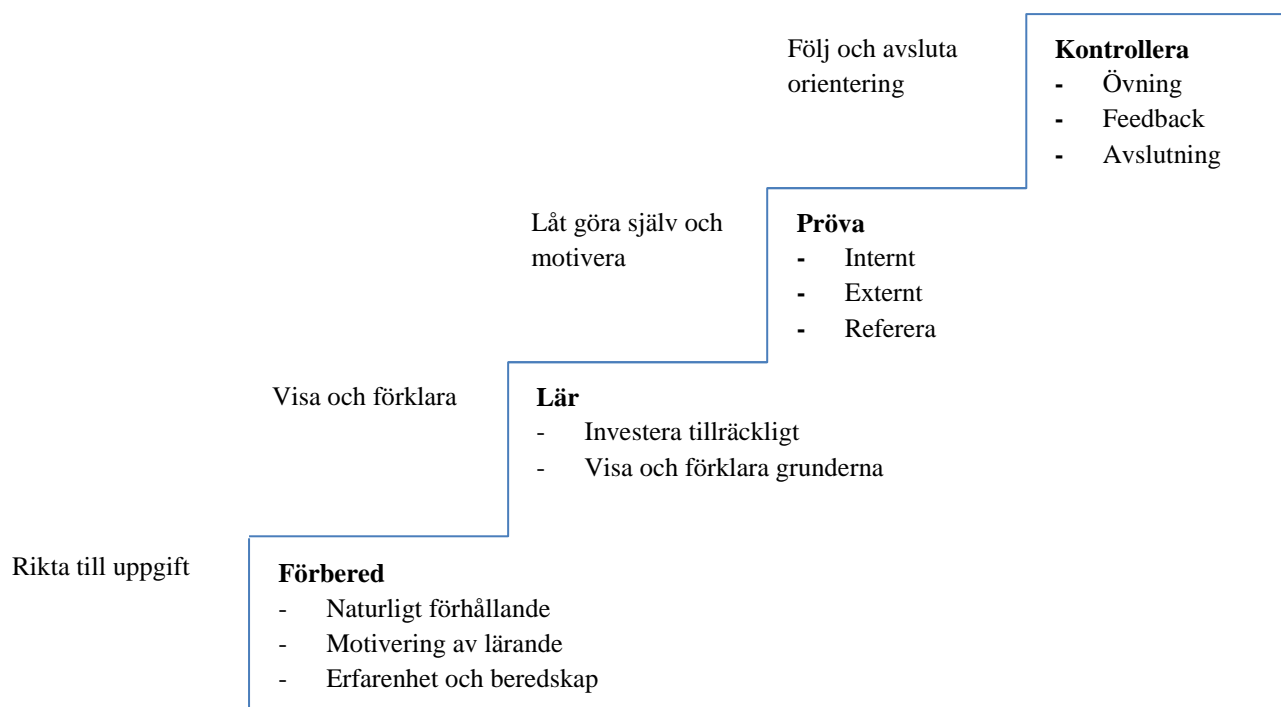 Följ och avsluta
orientering
Kontrollera
- Övning
- Feedback
- Avslutning
Låt göra själv och
motivera
Pröva
- Internt
- Externt
- Referera
Visa och förklara
Lär
- Investera tillräckligt
- Visa och förklara grunderna
Rikta till uppgift
Förbered
- Naturligt förhållande
- Motivering av lärande
- Erfarenhet och beredskap